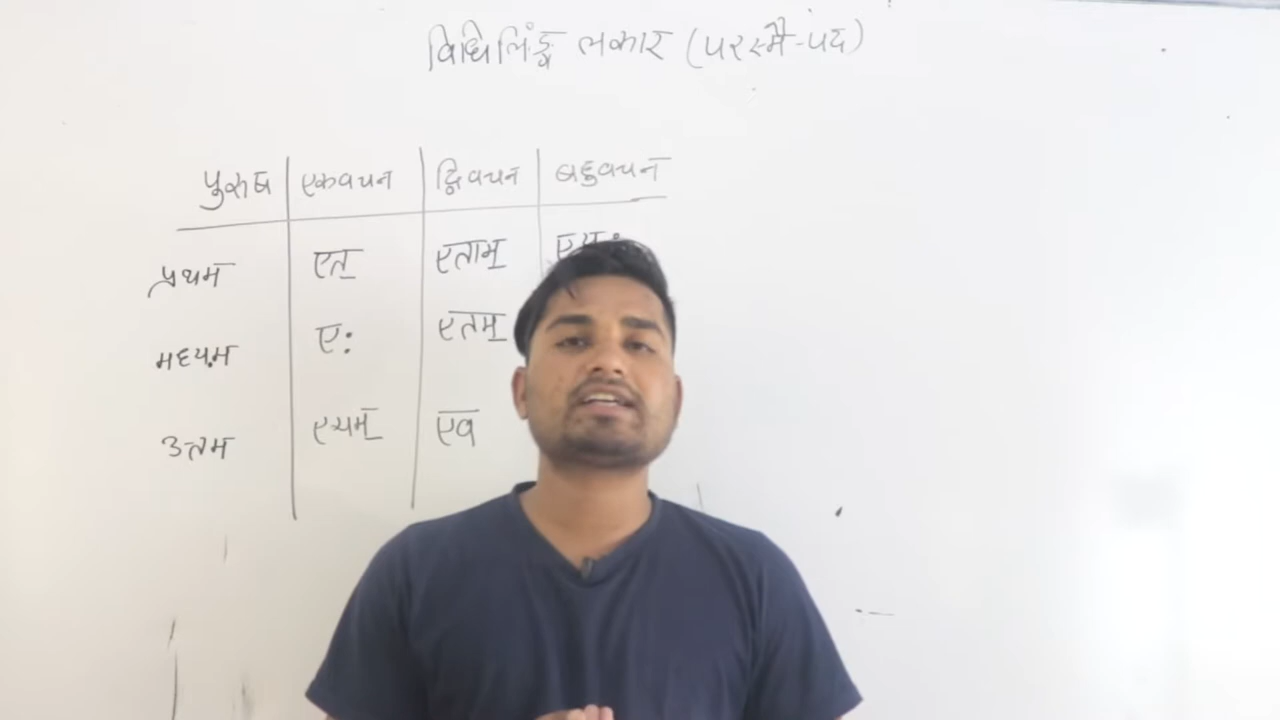 विधिलिंङ्ग लकार (परस्मै-पद)
पुरुष एकवचन द्विवचन बहुवचन
प्रथम एत् एताम्
मध्यम ए: एतम्
उत्तम एयम् एव